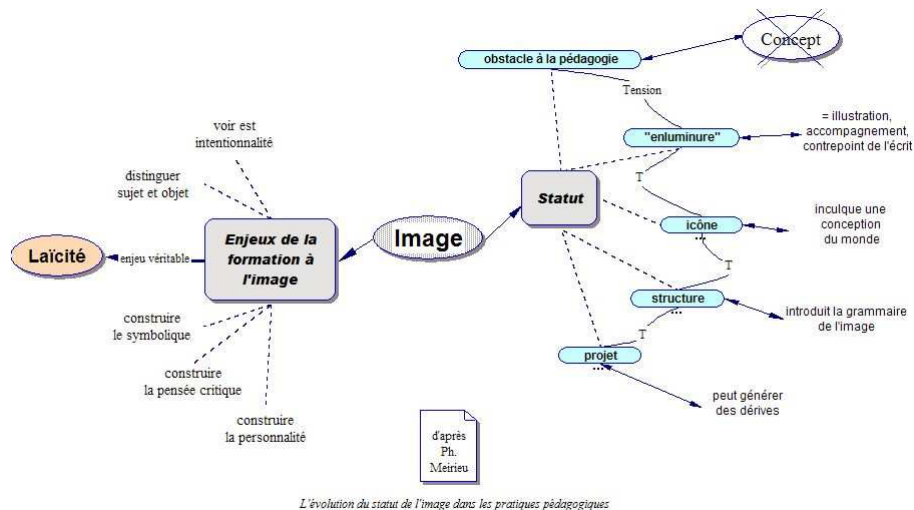 obstacle à la pédagogie
Concept
Tension
"enluminure"
= illustration,
accompagnement,
contrepoint de l'écrit
T
Statut
icône
...
inculque une
conception
du monde
T
structure
...
introduit la grammaire
de l'image
T
projet
...
peut générer
des dérives
Image
voir est
intentionnalité
distinguer
sujet et objet
Enjeux de la
formation à
l'image
enjeu véritable
Laïcité
construire
le symbolique
construire
la pensée critique
construire
la personnalité
d'après
Ph.
Meirieu
L'évolution du statut de l'image dans les pratiques pédagogiques